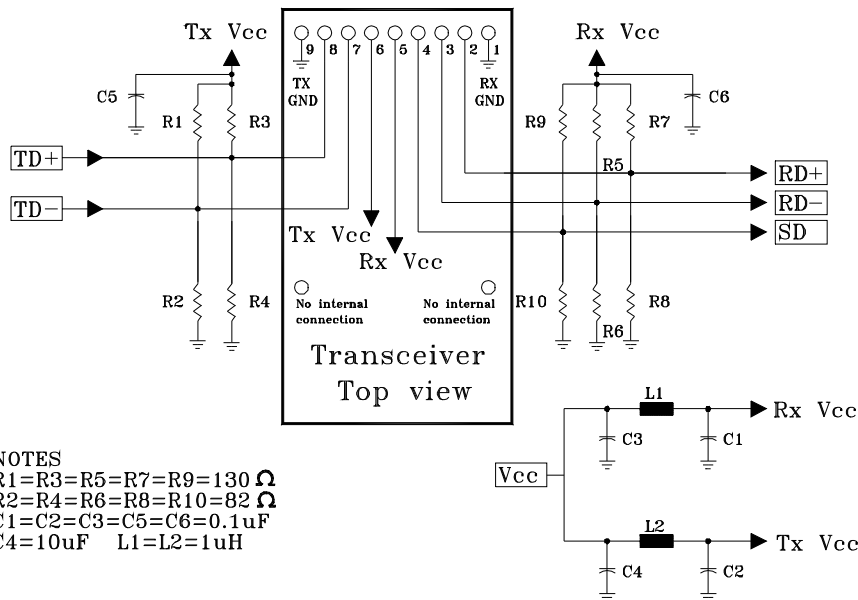 Tx Vcc
Rx Vcc
9 8 7 6 5 4 3 2 1
TX
GND
RX
GND
C5
C6
R1
R3
R9
R7
TD+
R5
RD+
TD-
RD-
Tx Vcc
SD
Rx Vcc
R2
R4
No internal
connection
No internal
connection
R10
R8
R6
Transceiver
Top view
L1
Rx Vcc
C3
C1
Vcc
L2
Tx Vcc
C4
C2
NOTES
R1=R3=R5=R7=R9=130 Ω
R2=R4=R6=R8=R10=82 Ω
C1=C2=C3=C5=C6=0.1uF
C4=10uF L1=L2=1uH